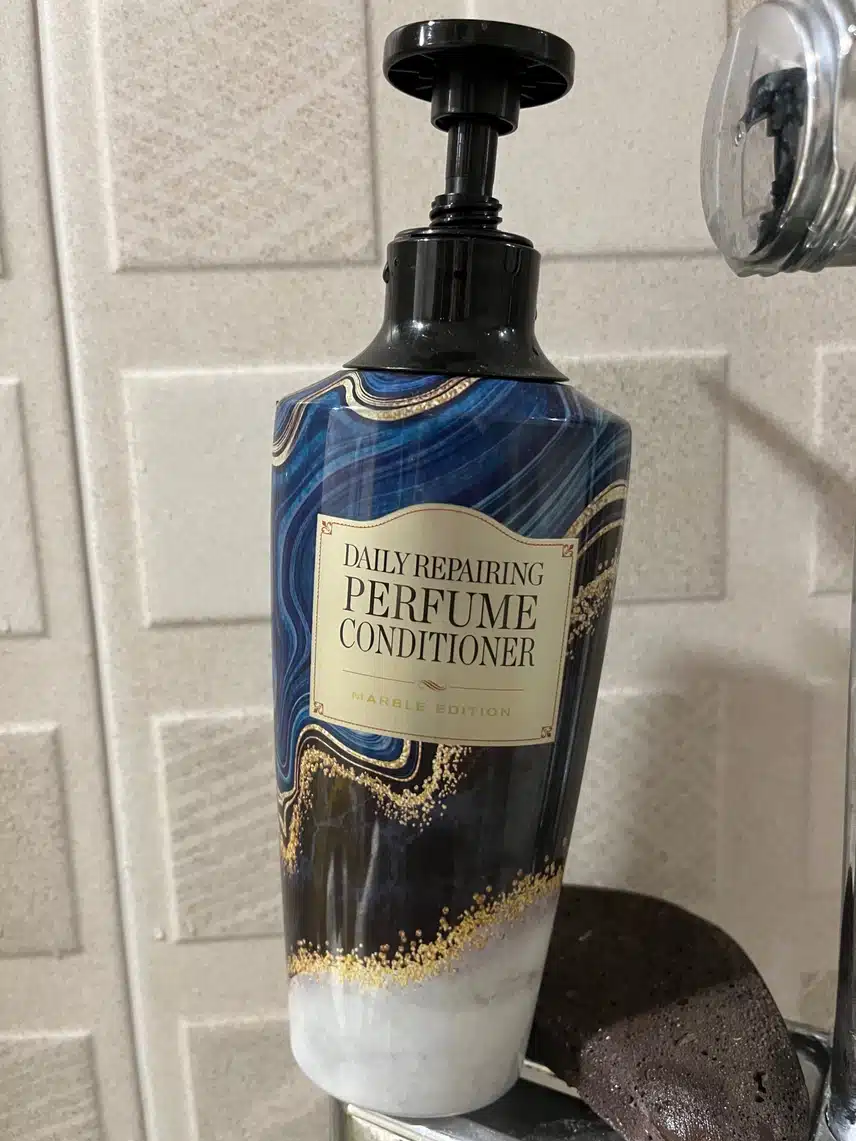 DAILY REPAIRING
PERFUME
CONDITIONER
MARBLE EDITION